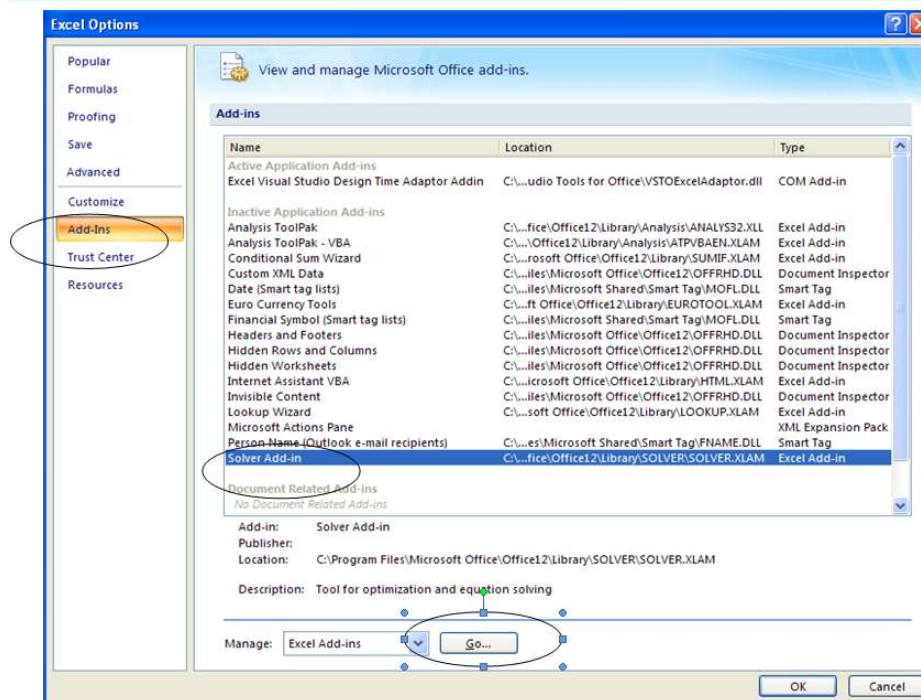 Excel Options
Popular
Formulas
Proofing
Save
Advanced
Customize
Add-Ins
Trust Center
Resources
View and manage Microsoft Office add-ins.
Add-ins
Name Location Type
Active Application Add-ins
Excel Visual Studio Design Time Adaptor Addin C:\...udio Tools for Office\VSTOExcelAdaptor.dll COM Add-in
Inactive Application Add-ins
Analysis ToolPak C:\...fice\Office12\Library\Analysis\ANALYS32.XLL Excel Add-in
Analysis ToolPak - VBA C:\...\Office12\Library\Analysis\ATPVBAEN.XLAM Excel Add-in
Conditional Sum Wizard C:\...rosoft Office\Office12\Library\SUMIF.XLAM Excel Add-in
Custom XML Data C:\...iles\Microsoft Office\Office12\OFFRHD.DLL Document Inspector
Date (Smart tag lists) C:\...iles\Microsoft Shared\Smart Tag\MOFL.DLL Smart Tag
Euro Currency Tools C:\...ft Office\Office12\Library\EUROTOOL.XLAM Excel Add-in
Financial Symbol (Smart tag lists) C:\...iles\Microsoft Shared\Smart Tag\MOFL.DLL Smart Tag
Headers and Footers C:\...iles\Microsoft Office\Office12\OFFRHD.DLL Document Inspector
Hidden Rows and Columns C:\...iles\Microsoft Office\Office12\OFFRHD.DLL Document Inspector
Hidden Worksheets C:\...iles\Microsoft Office\Office12\OFFRHD.DLL Document Inspector
Internet Assistant VBA C:\...icrosoft Office\Office12\Library\HTML.XLAM Excel Add-in
Invisible Content C:\...iles\Microsoft Office\Office12\OFFRHD.DLL Document Inspector
Lookup Wizard C:\...soft Office\Office12\Library\LOOKUP.XLAM Excel Add-in
Microsoft Actions Pane XML Expansion Pack
Person Name (Outlook e-mail recipients) C:\...es\Microsoft Shared\Smart Tag\FNAME.DLL Smart Tag
Solver Add-in C:\...fice\Office12\Library\SOLVER\SOLVER.XLAM Excel Add-in
Document Related Add-ins
No Document Related Add-ins
Add-in: Solver Add-in
Publisher:
Location: C:\Program Files\Microsoft Office\Office12\Library\SOLVER\SOLVER.XLAM
Description: Tool for optimization and equation solving
Manage: Excel Add-ins Go...
OK Cancel